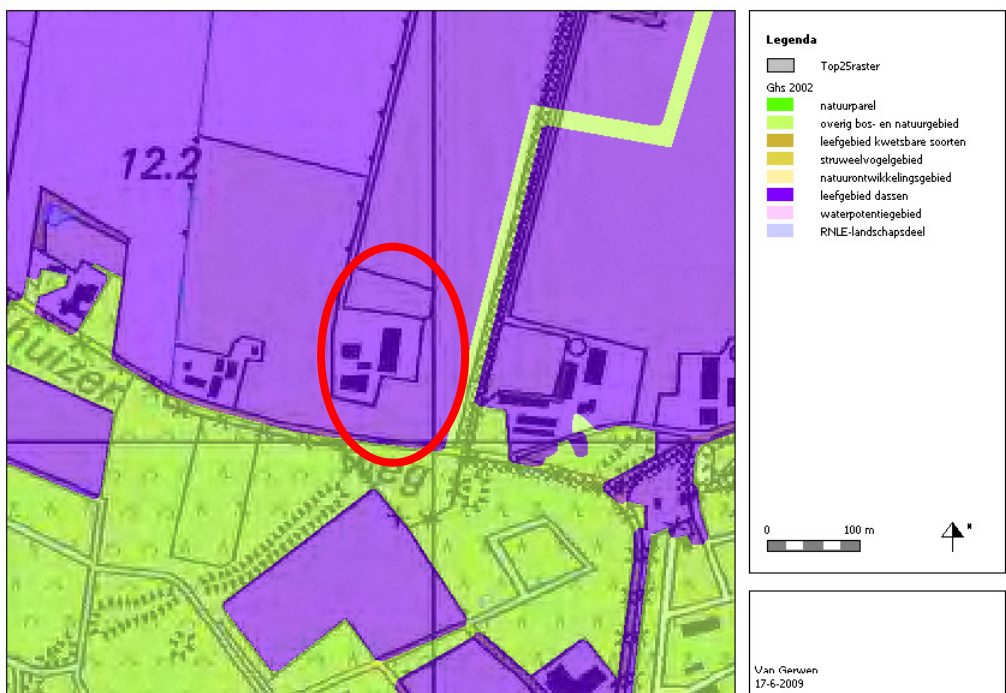 12.2
huizer
weg
Legenda
Top25raster
Ghs 2002
natuurparel
overig bos- en natuurgebied
leefgebied kwetsbare soorten
struweelvogelgebied
natuurontwikkelingsgebied
leefgebied dassen
waterpotentiegebied
RNLE-landschapsdeel
0 100 m
N
Van Gerwen
17-6-2009